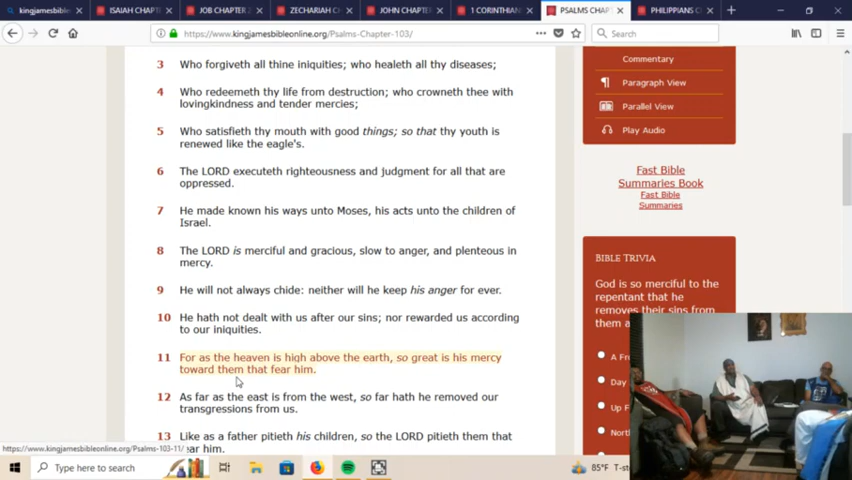 kingjamesbible
ISAIAH CHAPT
JOB CHAPTER
ZECHARIAH CH
JOHN CHAPTE
1 CORINTHIAN
PSALMS CHAP
PHILIPPIANS C
https://www.kingjamesbibleonline.org/Psalms-Chapter-103/
Search
3 Who forgiveth all thine iniquities; who healeth all thy diseases;
4 Who redeemeth thy life from destruction; who crowneth thee with
lovingkindness and tender mercies;
5 Who satisfieth thy mouth with good things; so that thy youth is
renewed like the eagle's.
6 The LORD executeth righteousness and judgment for all that are
oppressed.
7 He made known his ways unto Moses, his acts unto the children of
Israel.
8 The LORD is merciful and gracious, slow to anger, and plenteous in
mercy.
9 He will not always chide: neither will he keep his anger for ever.
10 He hath not dealt with us after our sins; nor rewarded us according
to our iniquities.
11 For as the heaven is high above the earth, so great is his mercy
toward them that fear him.
12 As far as the east is from the west, so far hath he removed our
transgressions from us.
13 Like as a father pitieth his children, so the LORD pitieth them that
ear him.
https://www.kingjamesbibleonline.org/Psalms-103-11/
Commentary
Paragraph View
Parallel View
Play Audio
Fast Bible
Summaries Book
Fast Bible
Summaries
BIBLE TRIVIA
God is so merciful to the
repentant that he
removes their sins from
them a
A Fr
Day
Up F
North
Type here to search
85°F T-st